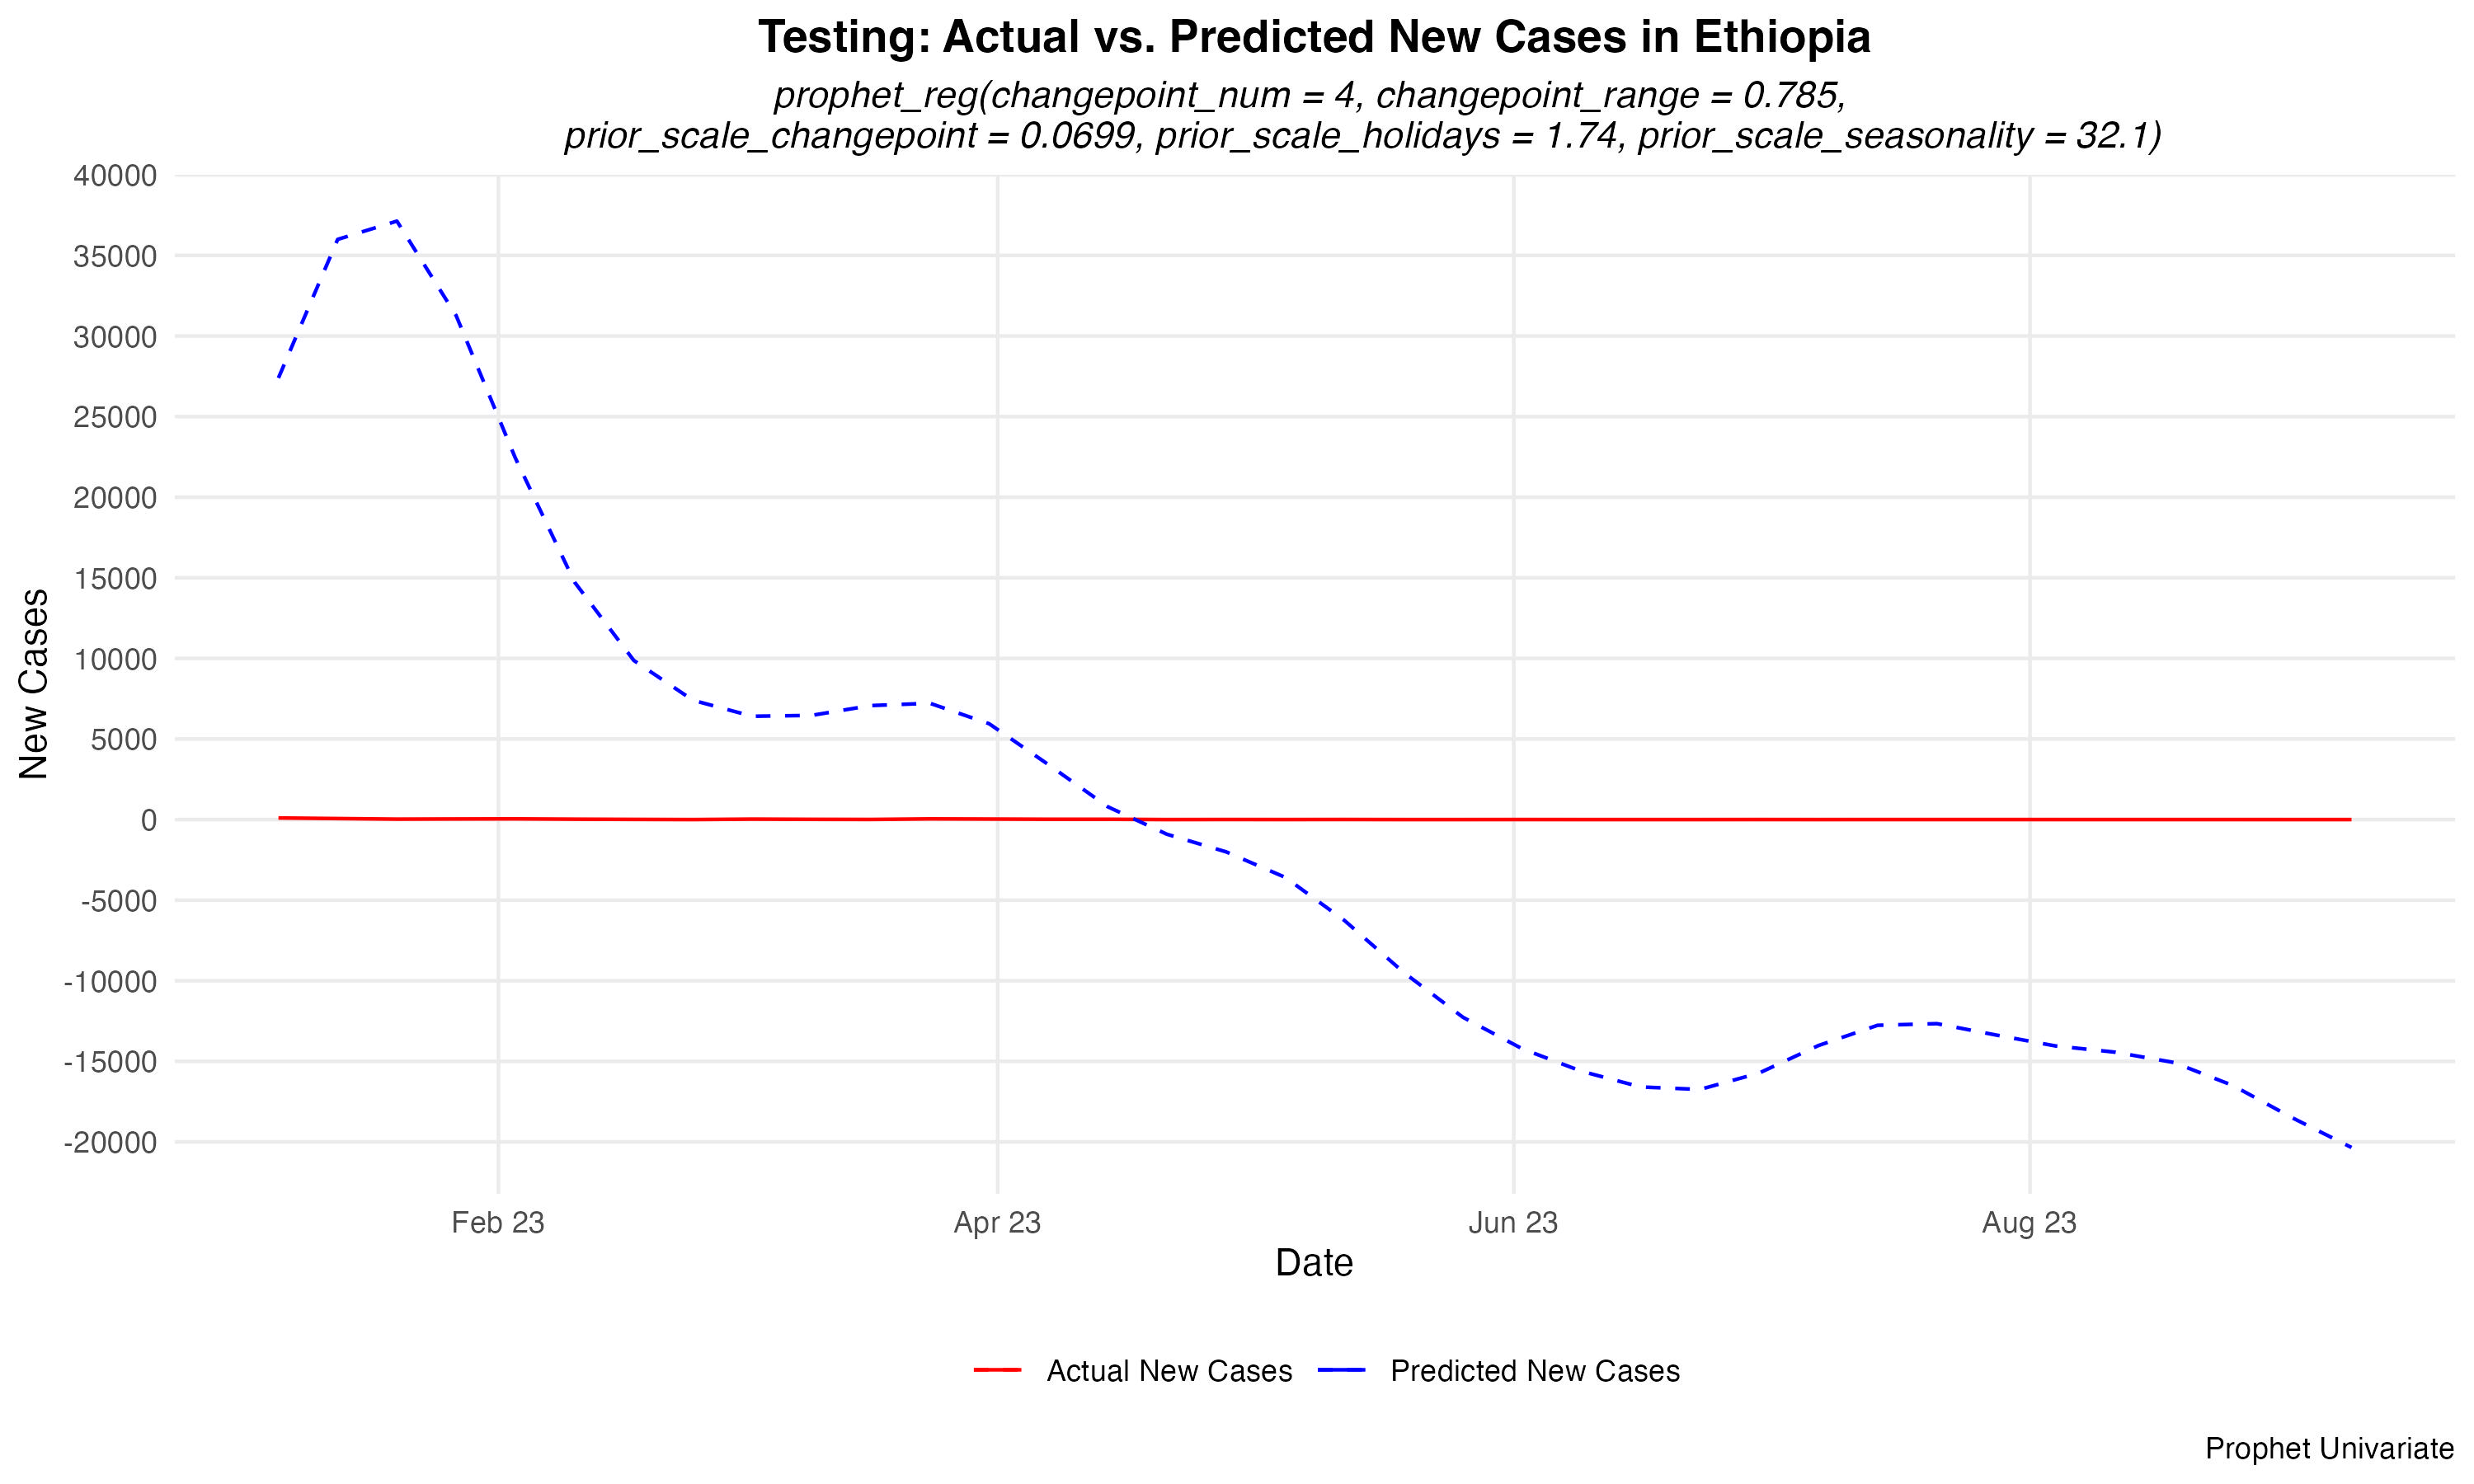 Testing: Actual vs. Predicted New Cases in Ethiopia
prophet_reg(changepoint_num = 4, changepoint_range = 0.785,
prior_scale_changepoint = 0.0699, prior_scale_holidays = 1.74, prior_scale_seasonality = 32.1)
40000
35000
30000
25000
20000
15000
10000
5000
0
-5000
-10000
-15000
-20000
New Cases
Feb 23
Apr 23
Jun 23
Aug 23
Date
Actual New Cases
Predicted New Cases
Prophet Univariate